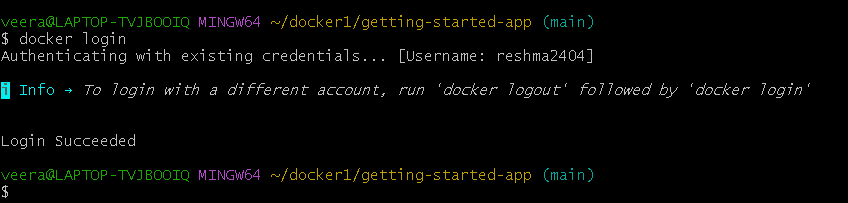 veera@LAPTOP-TVJBOOIQ MINGW64 ~/docker1/getting-started-app (main)
$ docker login
Authenticating with existing credentials... [Username: reshma2404]
i Info → To login with a different account, run 'docker logout' followed by 'docker login'
Login Succeeded
veera@LAPTOP-TVJBOOIQ MINGW64 ~/docker1/getting-started-app (main)
$